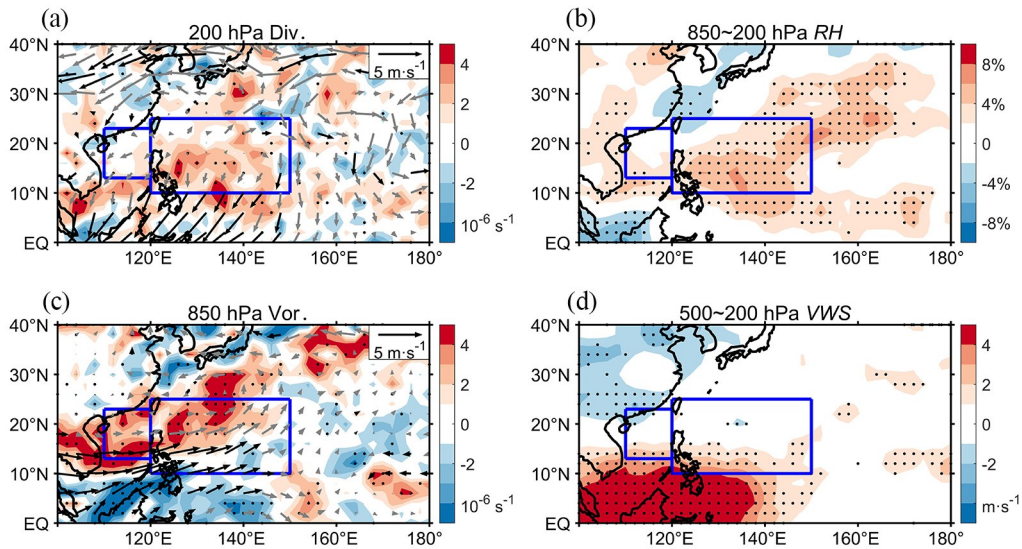 (a)
200 hPa Div.
40°N
30°N
20°N
10°N
EQ
120°E
140°E
160°E
180°
5 m·s⁻¹
4
2
0
-2
10⁻⁶ s⁻¹
(b)
850~200 hPa RH
40°N
30°N
20°N
10°N
EQ
120°E
140°E
160°E
180°
8%
4%
0
-4%
-8%
(c)
850 hPa Vor.
40°N
30°N
20°N
10°N
EQ
120°E
140°E
160°E
180°
5 m·s⁻¹
4
2
0
-2
10⁻⁶ s⁻¹
(d)
500~200 hPa VWS
40°N
30°N
20°N
10°N
EQ
120°E
140°E
160°E
180°
4
2
0
-2
m·s⁻¹